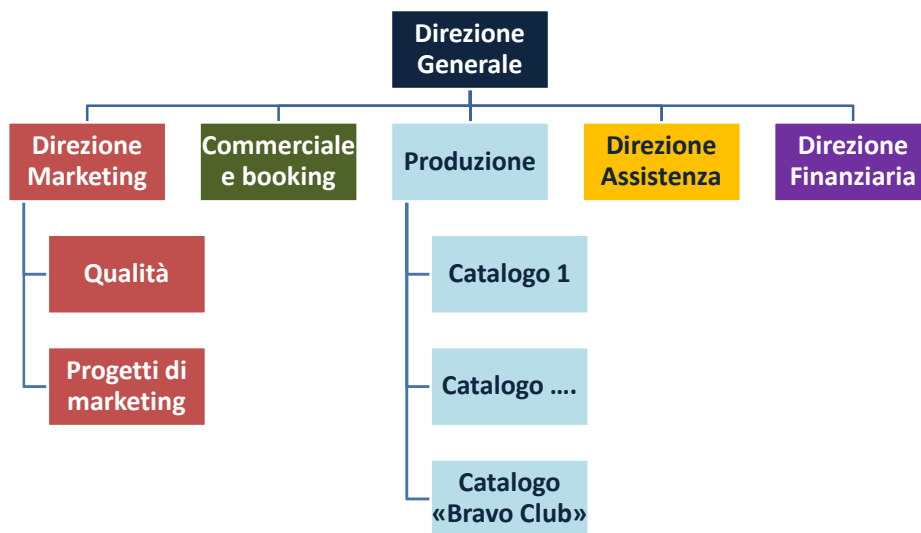 Direzione
Generale
Direzione
Marketing
Commerciale
e booking
Produzione
Direzione
Assistenza
Direzione
Finanziaria
Qualità
Progetti di
marketing
Catalogo 1
Catalogo ....
Catalogo
«Bravo Club»